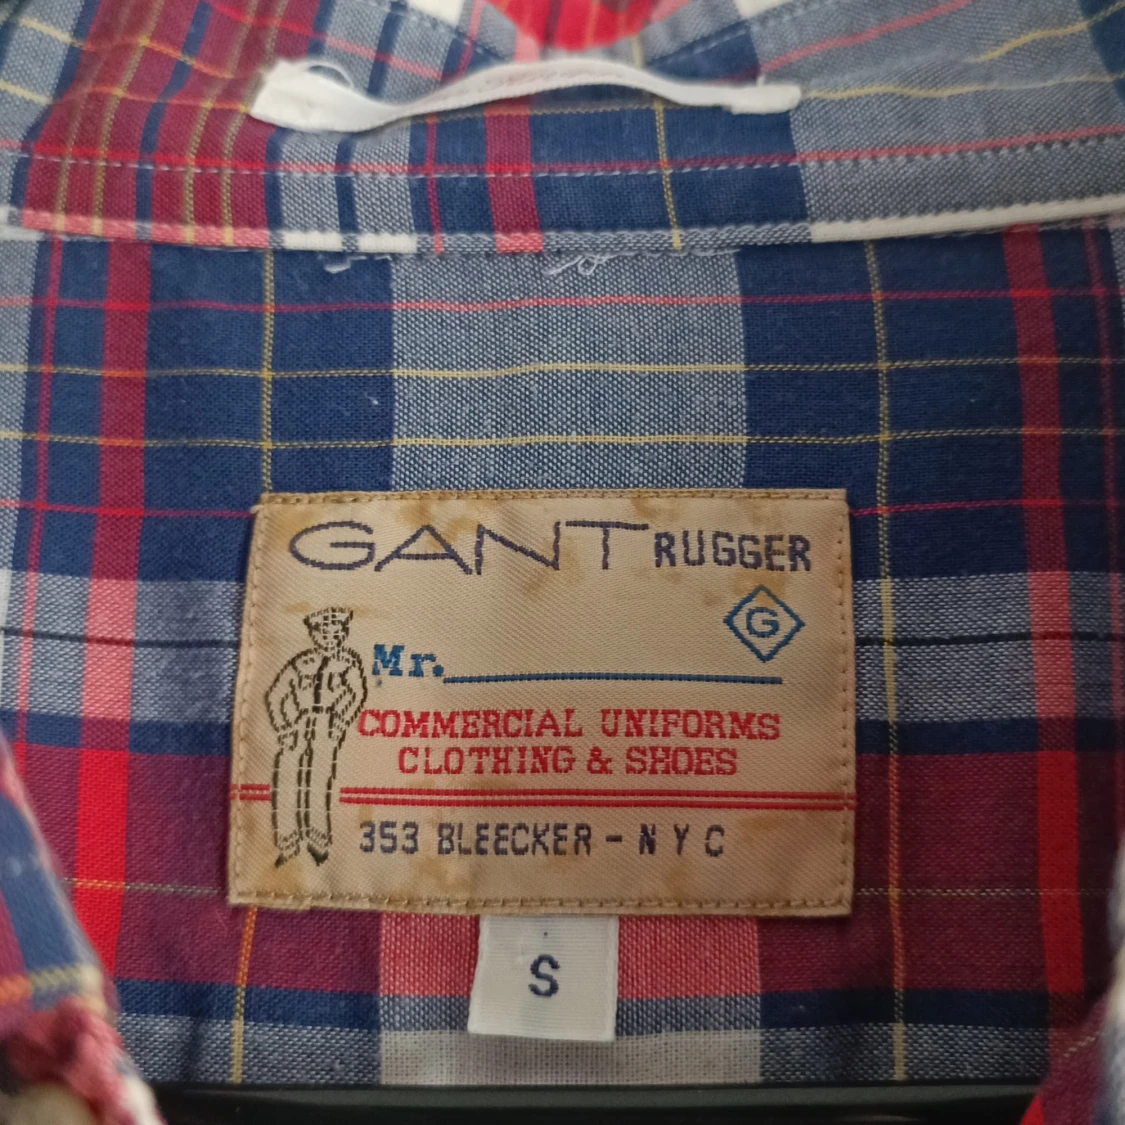 GANT RUGGER
G
Mr.
COMMERCIAL UNIFORMS
CLOTHING & SHOES
353 BLEECKER - NYC
S